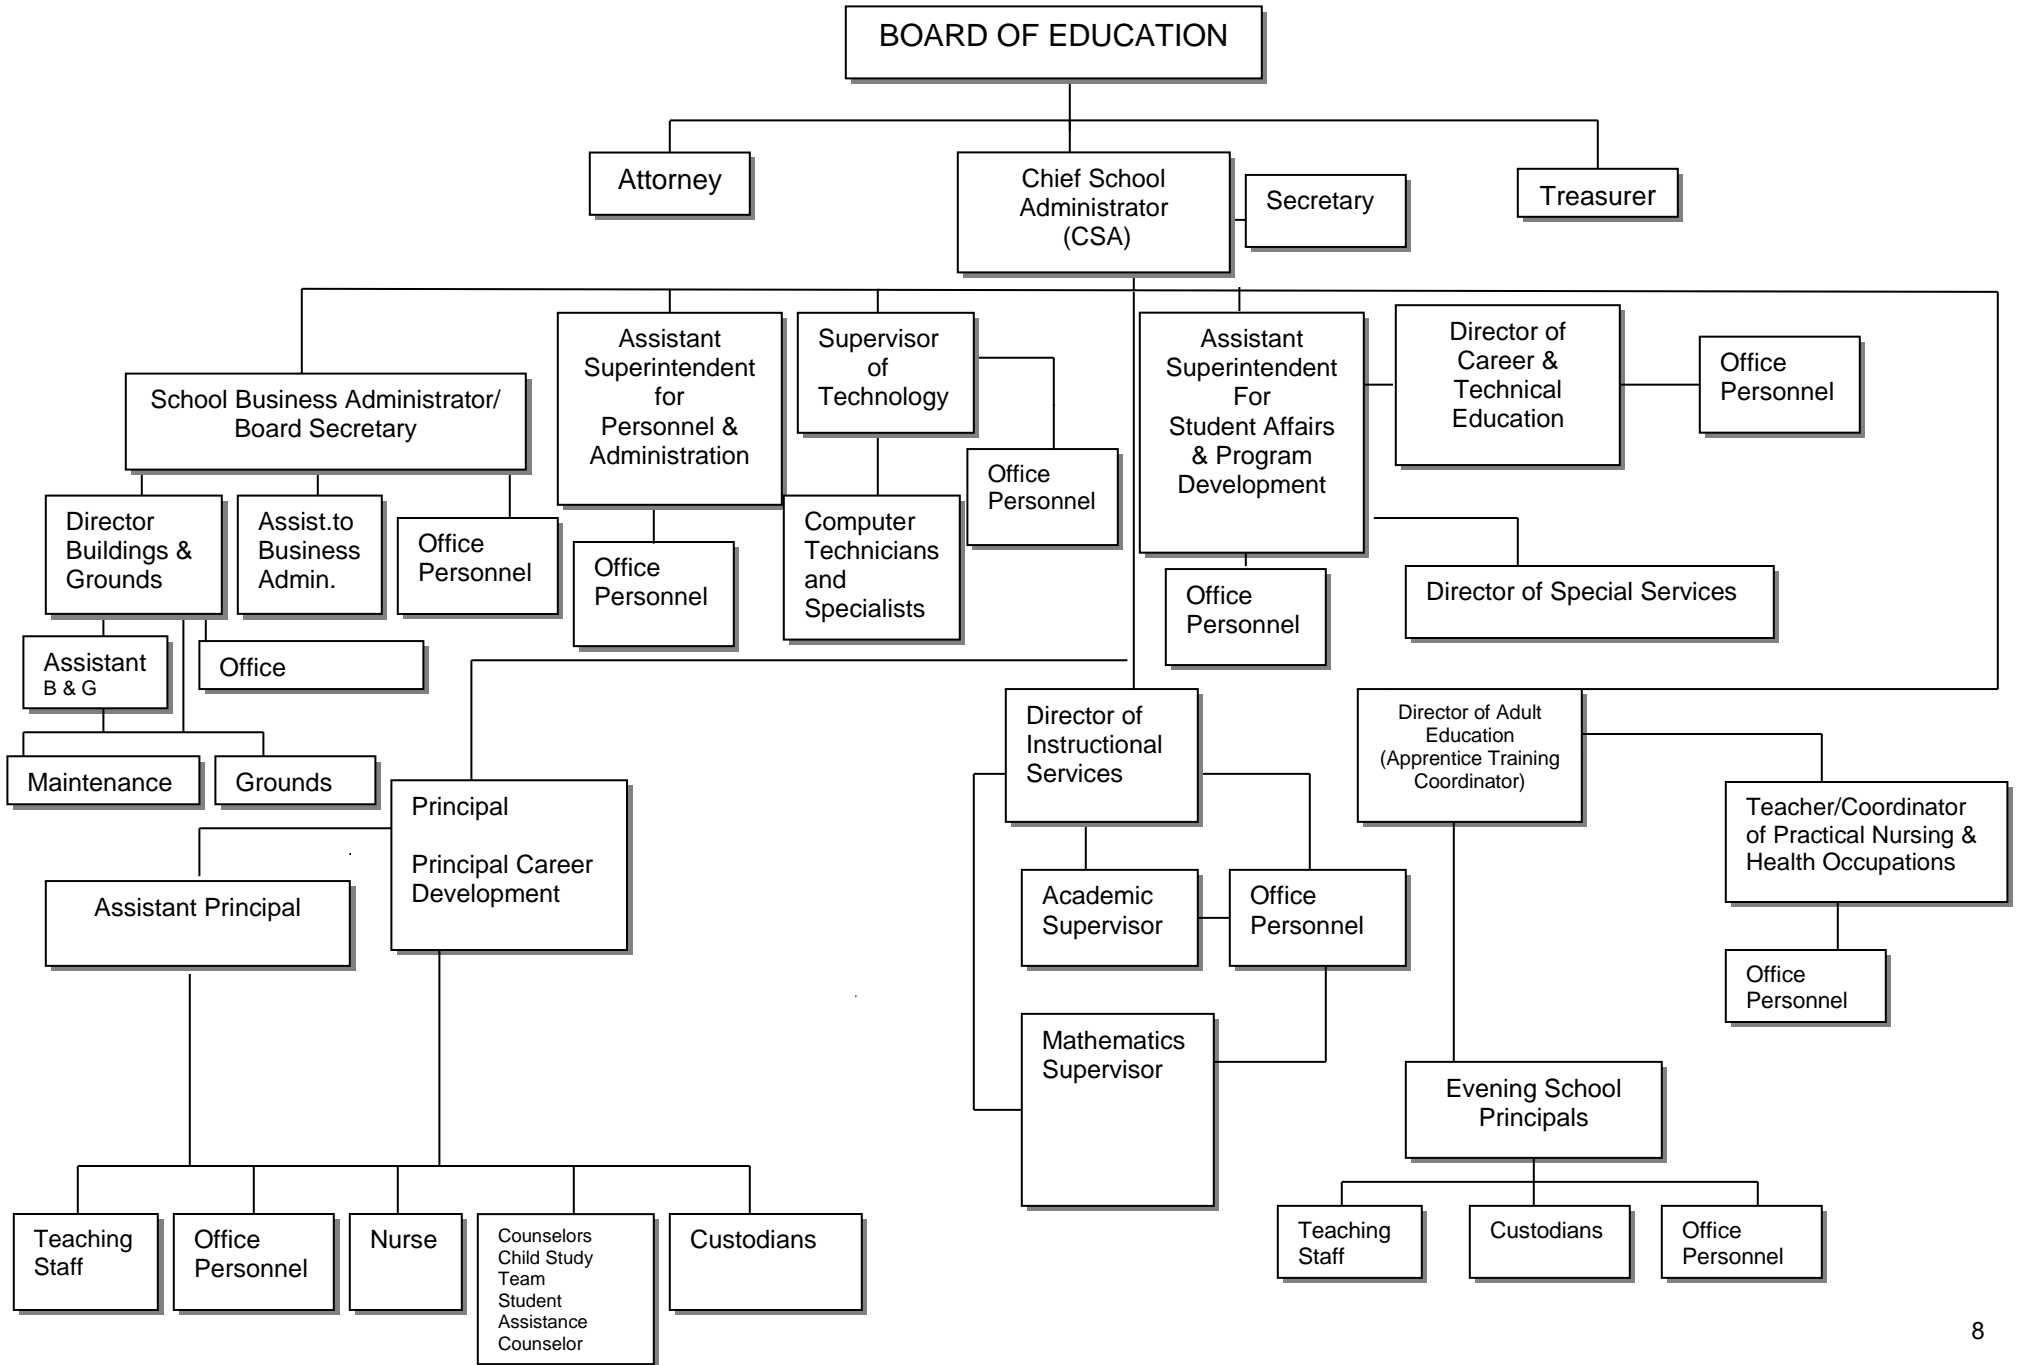 BOARD OF EDUCATION
Attorney
Chief School
Administrator
(CSA)
Secretary
Treasurer
School Business Administrator/
Board Secretary
Assistant
Superintendent
for
Personnel &
Administration
Supervisor
of
Technology
Assistant
Superintendent
For
Student Affairs
& Program
Development
Director of
Career &
Technical
Education
Office
Personnel
Office
Personnel
Director
Buildings &
Grounds
Assist.to
Business
Admin.
Office
Personnel
Office
Personnel
Computer
Technicians
and
Specialists
Office
Personnel
Director of Special Services
Assistant
B & G
Office
Maintenance
Grounds
Principal
Principal Career
Development
Assistant Principal
Director of
Instructional
Services
Director of Adult
Education
(Apprentice Training
Coordinator)
Teacher/Coordinator
of Practical Nursing &
Health Occupations
Academic
Supervisor
Office
Personnel
Office
Personnel
Mathematics
Supervisor
Evening School
Principals
Teaching
Staff
Office
Personnel
Nurse
Counselors
Child Study
Team
Student
Assistance
Counselor
Custodians
Teaching
Staff
Custodians
Office
Personnel
8